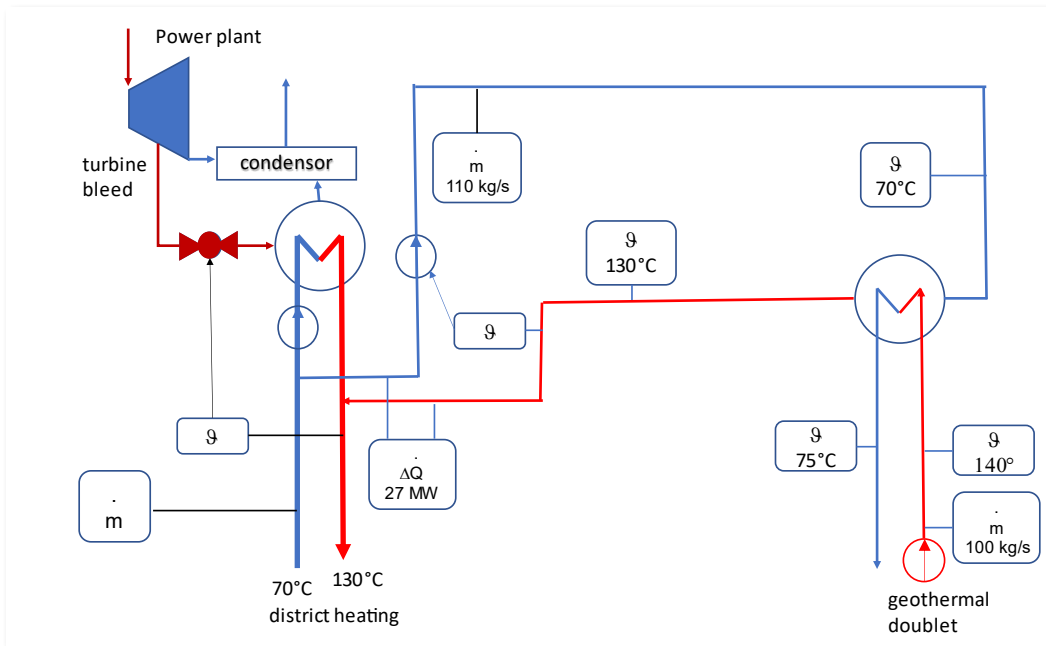 Power plant
turbine
bleed
condensor
ṁ
110 kg/s
ϑ
70°C
ϑ
130°C
ϑ
ϑ
ṁ
ΔQ̇
27 MW
ϑ
75°C
ϑ
140°
ṁ
100 kg/s
70°C
130°C
district heating
geothermal
doublet